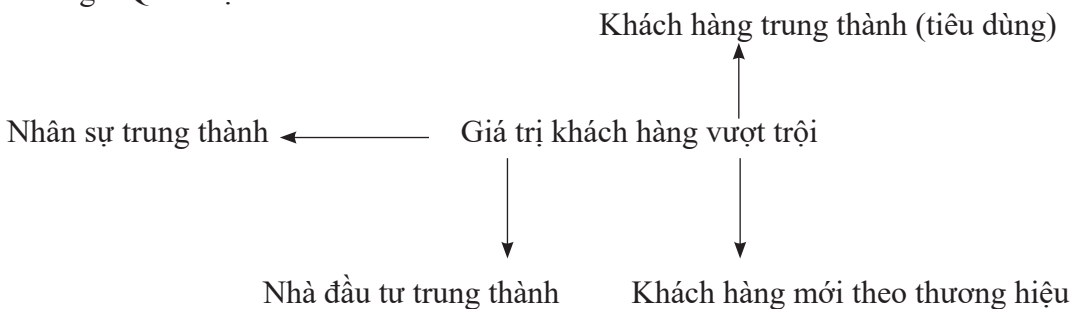 Khách hàng trung thành (tiêu dùng)
Nhân sự trung thành
Giá trị khách hàng vượt trội
Nhà đầu tư trung thành
Khách hàng mới theo thương hiệu